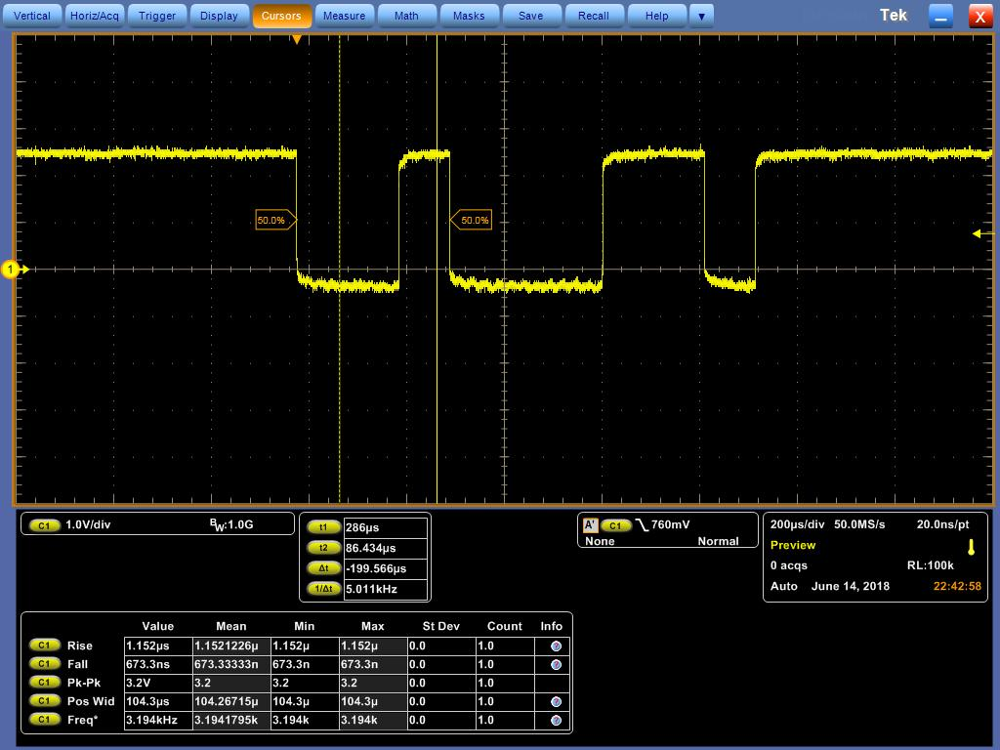 Vertical Horiz/Acq Trigger Display Cursors Measure Math Masks Save Recall Help ▼ Tek X
50.0% 50.0%
1
C1 1.0V/div BW:1.0G
t1 286µs
t2 86.434µs
Δt -199.566µs
1/Δt 5.011kHz
A' C1 760mV
None Normal
200µs/div 50.0MS/s 20.0ns/pt
Preview
0 acqs RL:100k
Auto June 14, 2018 22:42:58
Value Mean Min Max St Dev Count Info
C1 Rise 1.152µs 1.1521226µ 1.152µ 1.152µ 0.0 1.0
C1 Fall 673.3ns 673.33333n 673.3n 673.3n 0.0 1.0
C1 Pk-Pk 3.2V 3.2 3.2 3.2 0.0 1.0
C1 Pos Wid 104.3µs 104.26715µ 104.3µ 104.3µ 0.0 1.0
C1 Freq* 3.194kHz 3.1941795k 3.194k 3.194k 0.0 1.0